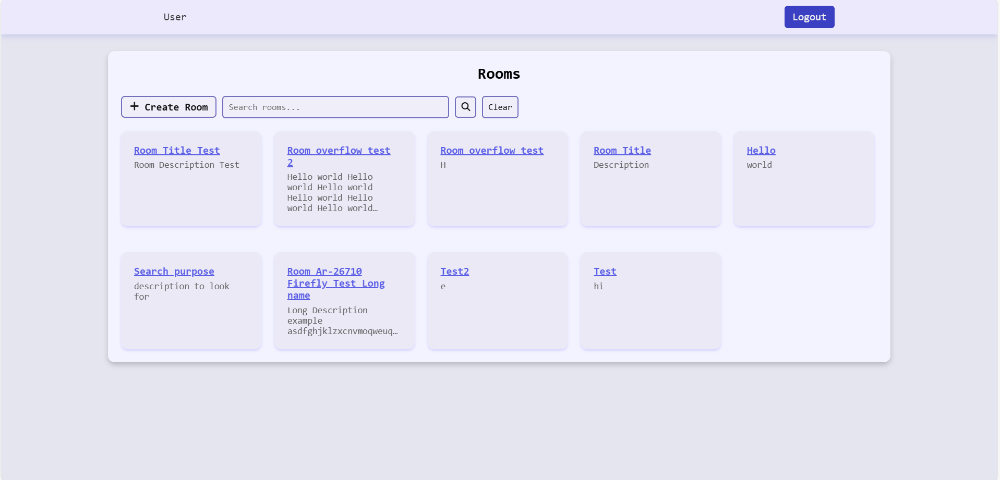 User
Logout
Rooms
Create Room
Search rooms...
Clear
Room Title Test
Room Description Test
Room overflow test
2
Hello world Hello
world Hello world
Hello world Hello
world Hello world…
Room overflow test
H
Room Title
Description
Hello
world
Search purpose
description to look
for
Room Ar-26710
Firefly Test Long
name
Long Description
example
asdfghjklzxcnvmoqweuq…
Test2
e
Test
hi